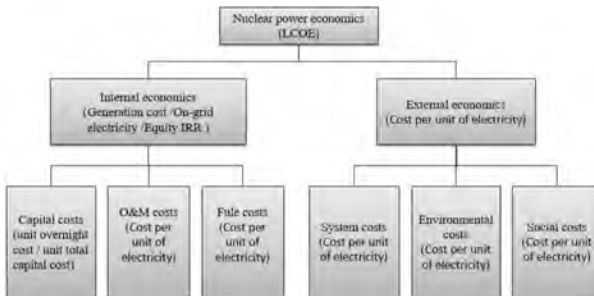 Nuclear power economics
(LCOE)
Internal economics
(Generation cost /On-grid
electricity /Equity IRR )
External economics
(Cost per unit of electricity)
Capital costs
(unit overnight
cost / unit total
capital cost)
O&M costs
(Cost per
unit of
electricity)
Fule costs
(Cost per
unit of
electricity)
System costs
(Cost per unit
of electricity)
Environmental
costs
(Cost per unit
of electricity)
Social costs
(Cost per unit
of electricity)